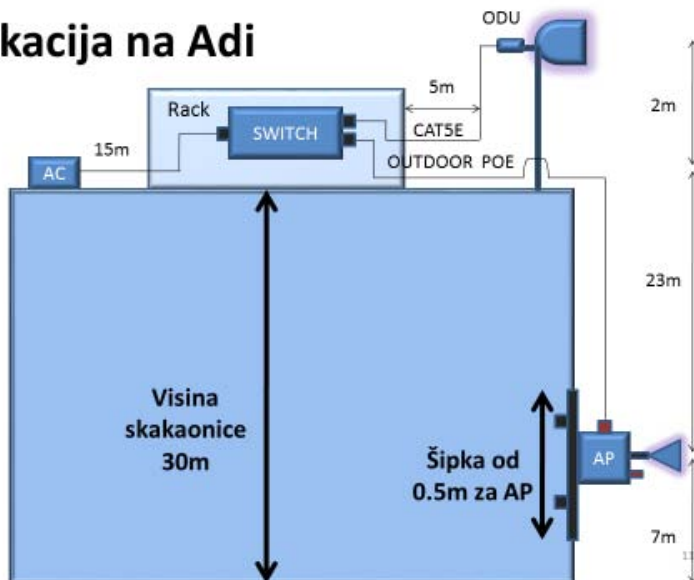 kacija na Adi
ODU
5m
2m
Rack
SWITCH
CAT5E
15m
AC
OUTDOOR POE
23m
Visina
skakaonice
30m
Šipka od
0.5m za AP
AP
7m
11